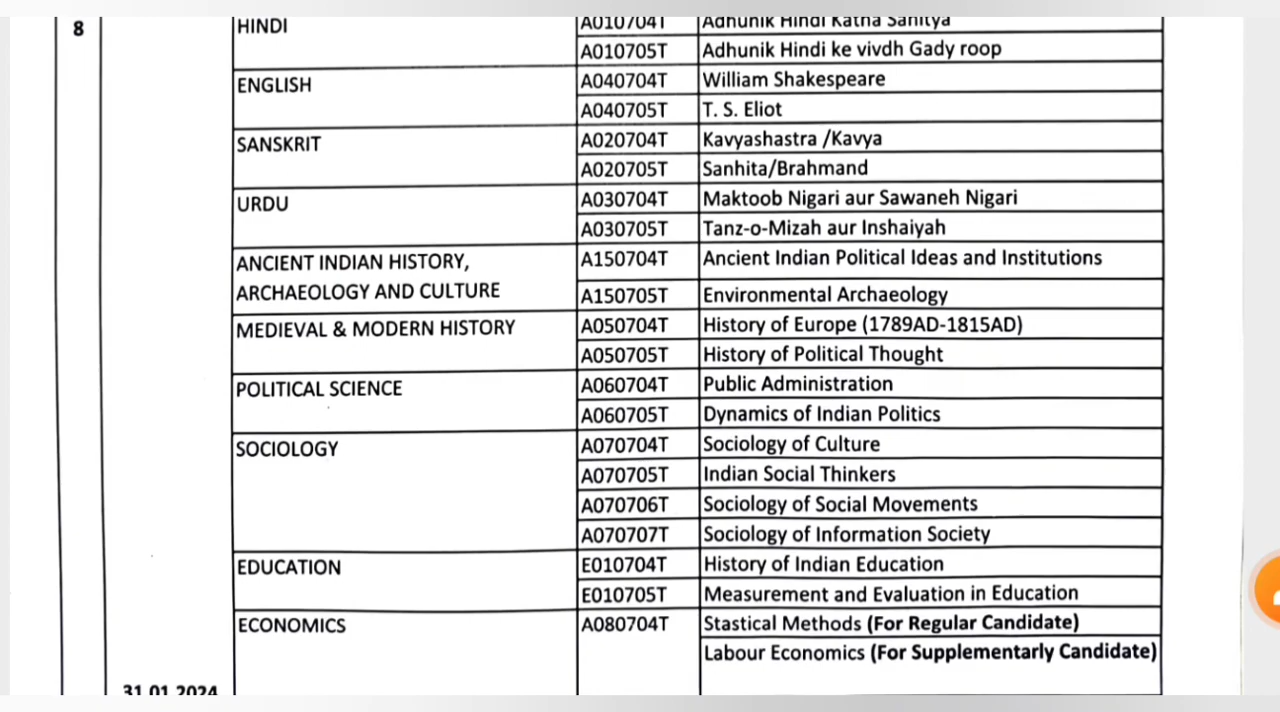 8
HINDI
A010704T Adhunik Hindi Katha Sahitya
A010705T Adhunik Hindi ke vivdh Gady roop
ENGLISH
A040704T William Shakespeare
A040705T T. S. Eliot
SANSKRIT
A020704T Kavyashastra /Kavya
A020705T Sanhita/Brahmand
URDU
A030704T Maktoob Nigari aur Sawaneh Nigari
A030705T Tanz-o-Mizah aur Inshaiyah
ANCIENT INDIAN HISTORY,
ARCHAEOLOGY AND CULTURE
A150704T Ancient Indian Political Ideas and Institutions
A150705T Environmental Archaeology
MEDIEVAL & MODERN HISTORY
A050704T History of Europe (1789AD-1815AD)
A050705T History of Political Thought
POLITICAL SCIENCE
A060704T Public Administration
A060705T Dynamics of Indian Politics
SOCIOLOGY
A070704T Sociology of Culture
A070705T Indian Social Thinkers
A070706T Sociology of Social Movements
A070707T Sociology of Information Society
EDUCATION
E010704T History of Indian Education
E010705T Measurement and Evaluation in Education
ECONOMICS
A080704T Stastical Methods (For Regular Candidate)
Labour Economics (For Supplementarly Candidate)
31.01.2024